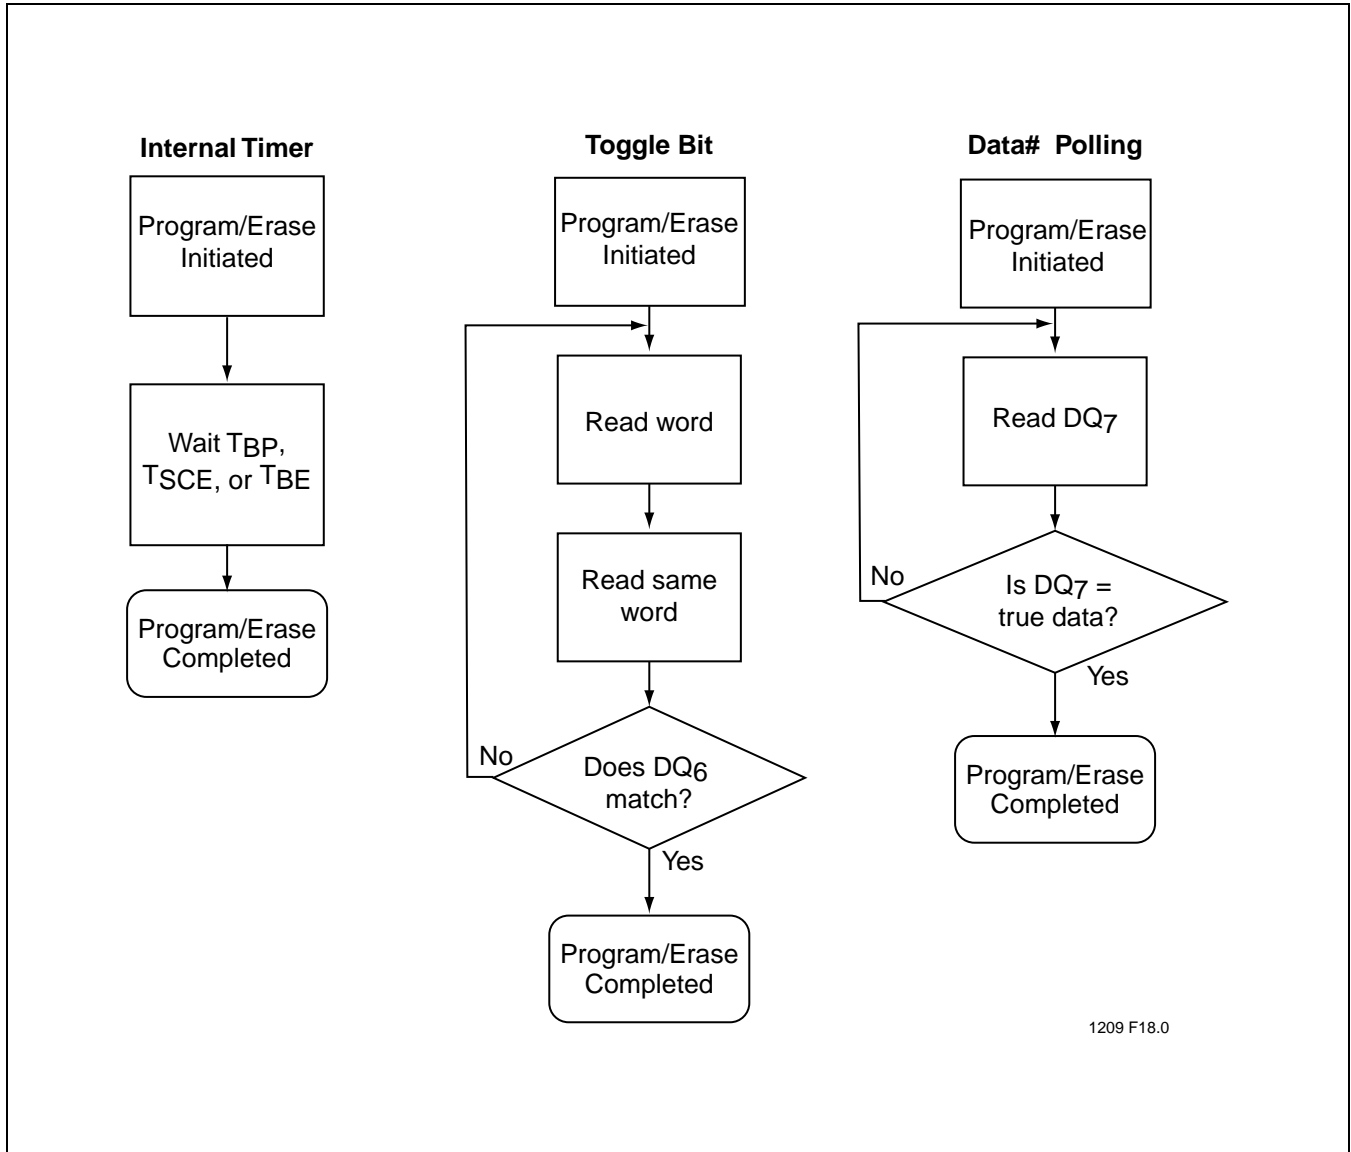 Internal Timer
Program/Erase
Initiated
Wait TBP,
TSCE, or TBE
Program/Erase
Completed
Toggle Bit
Program/Erase
Initiated
Read word
Read same
word
No
Does DQ6
match?
Yes
Program/Erase
Completed
Data# Polling
Program/Erase
Initiated
Read DQ7
No
Is DQ7 =
true data?
Yes
Program/Erase
Completed
1209 F18.0